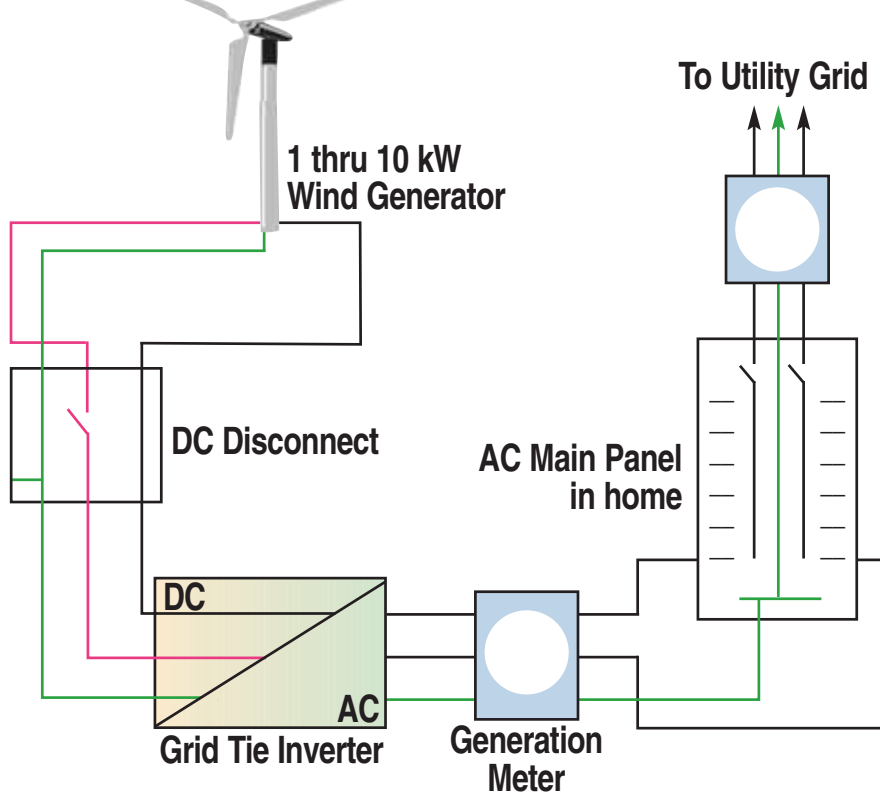 To Utility Grid
1 thru 10 kW
Wind Generator
DC Disconnect
AC Main Panel
in home
DC
AC
Grid Tie Inverter
Generation
Meter